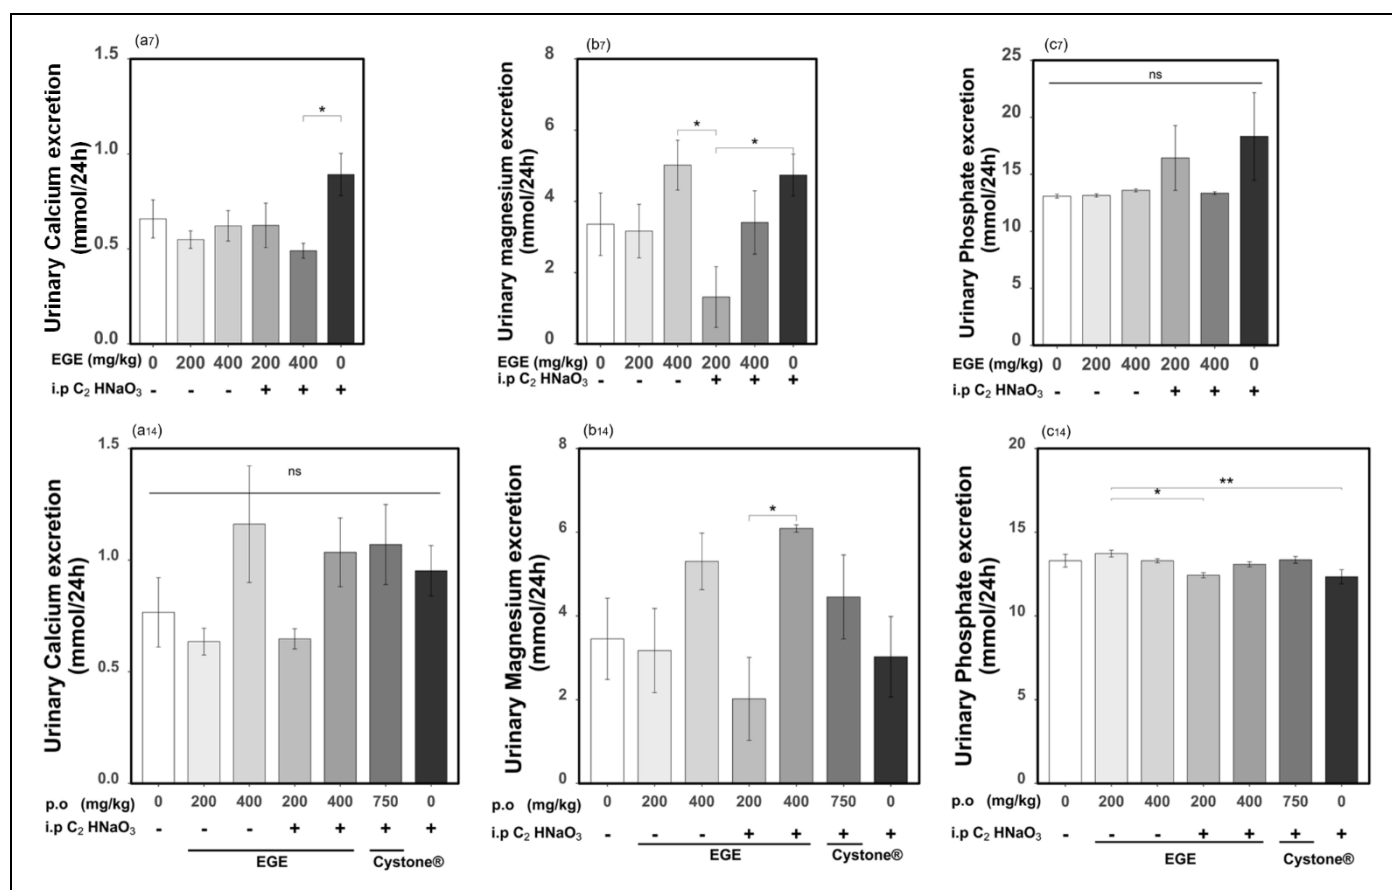 (a7)
Urinary Calcium excretion
(mmol/24h)
1.5
1.0
0.5
0.0
*
EGE (mg/kg) 0 200 400 200 400 0
i.p C₂ HNaO₃ - - - + + +
(b7)
Urinary magnesium excretion
(mmol/24h)
8
6
4
2
0
*
*
EGE (mg/kg) 0 200 400 200 400 0
i.p C₂ HNaO₃ - - - + + +
(c7)
Urinary Phosphate excretion
(mmol/24h)
25
20
15
10
5
0
ns
EGE (mg/kg) 0 200 400 200 400 0
i.p C₂ HNaO₃ - - - + + +
(a14)
Urinary Calcium excretion
(mmol/24h)
1.5
1.0
0.5
0.0
ns
p.o (mg/kg) 0 200 400 200 400 750 0
i.p C₂ HNaO₃ - - - + + + +
EGE Cystone®
(b14)
Urinary Magnesium excretion
(mmol/24h)
8
6
4
2
0
*
p.o (mg/kg) 0 200 400 200 400 750 0
i.p C₂ HNaO₃ - - - + + + +
EGE Cystone®
(c14)
Urinary Phosphate excretion
(mmol/24h)
20
15
10
5
0
**
*
p.o (mg/kg) 0 200 400 200 400 750 0
i.p C₂ HNaO₃ - - - + + + +
EGE Cystone®